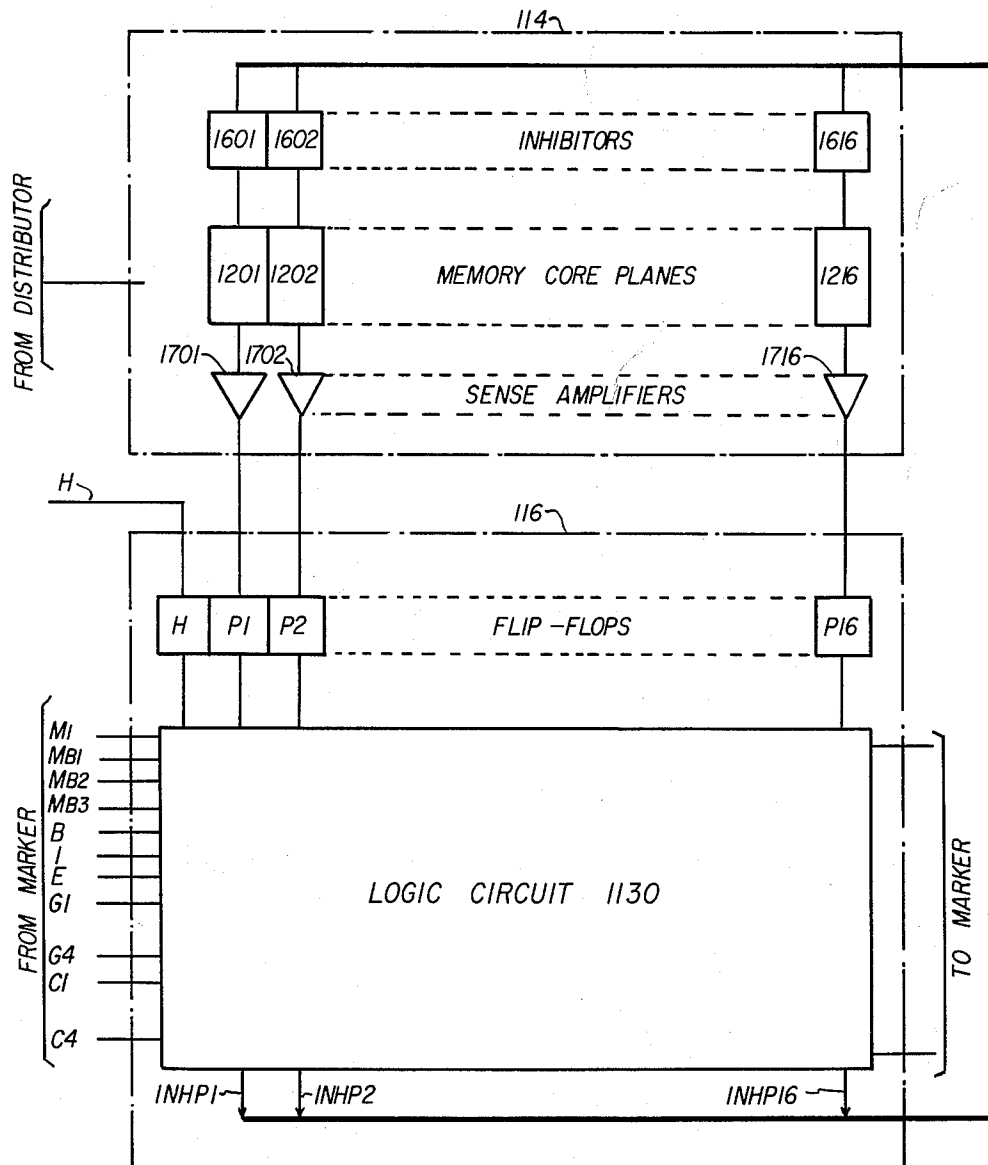 114
1601 1602 INHIBITORS 1616
FROM DISTRIBUTOR
1201 1202 MEMORY CORE PLANES 1216
1701 1702 SENSE AMPLIFIERS 1716
H
116
H P1 P2 FLIP-FLOPS P16
FROM MARKER
M1
MB1
MB2
MB3
B
I
E
G1
G4
C1
C4
LOGIC CIRCUIT 1130
TO MARKER
INHP1 INHP2 INHP16